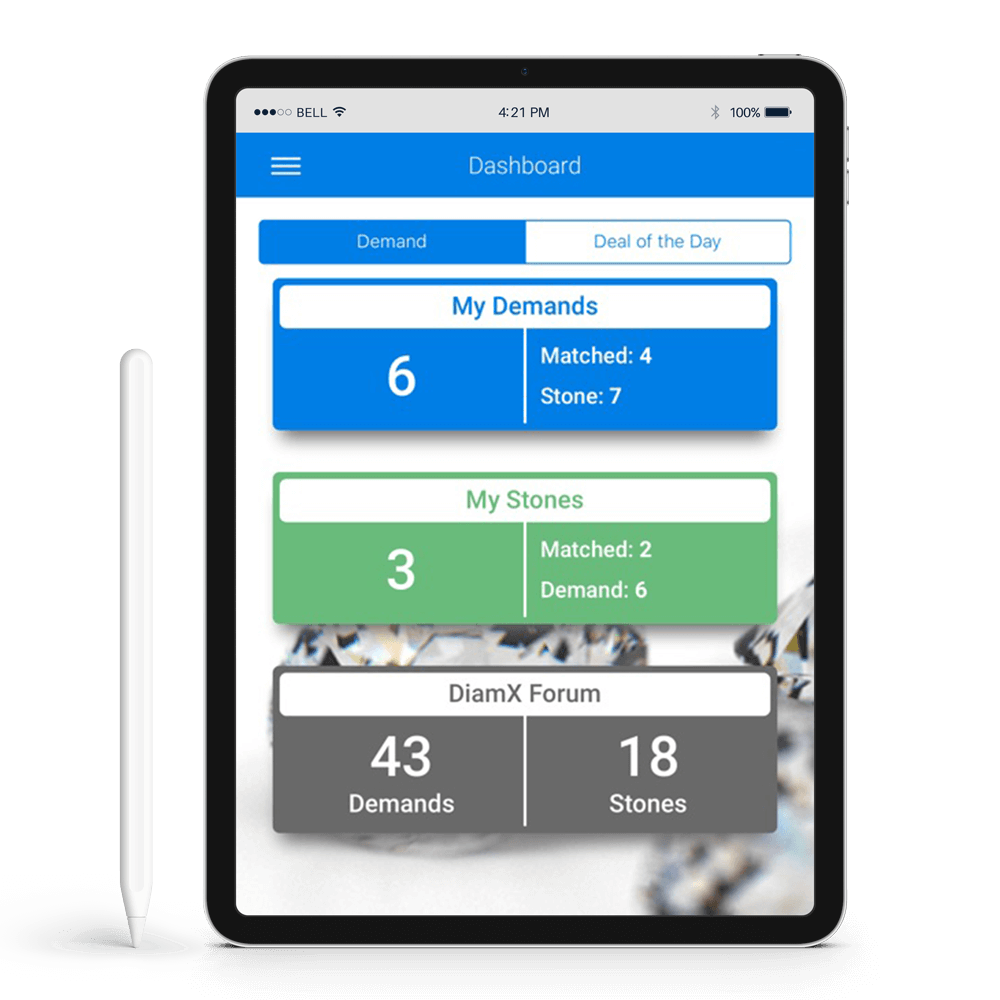 BELL 4:21 PM 100%
Dashboard
Demand Deal of the Day
My Demands
6
Matched: 4
Stone: 7
My Stones
3
Matched: 2
Demand: 6
DiamX Forum
43 18
Demands Stones